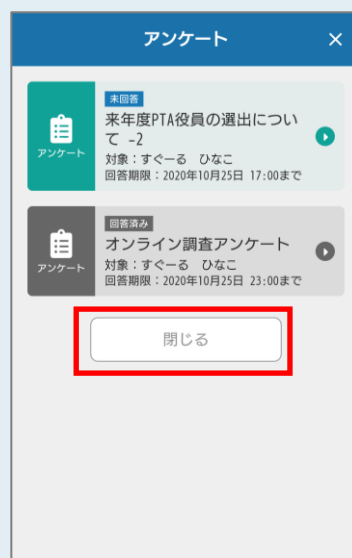 アンケート ×
未回答
来年度PTA役員の選出につい
て -2
アンケート
対象：すぐーる　ひなこ
回答期限：2020年10月25日 17:00まで
回答済み
オンライン調査アンケート
アンケート
対象：すぐーる　ひなこ
回答期限：2020年10月25日 23:00まで
閉じる